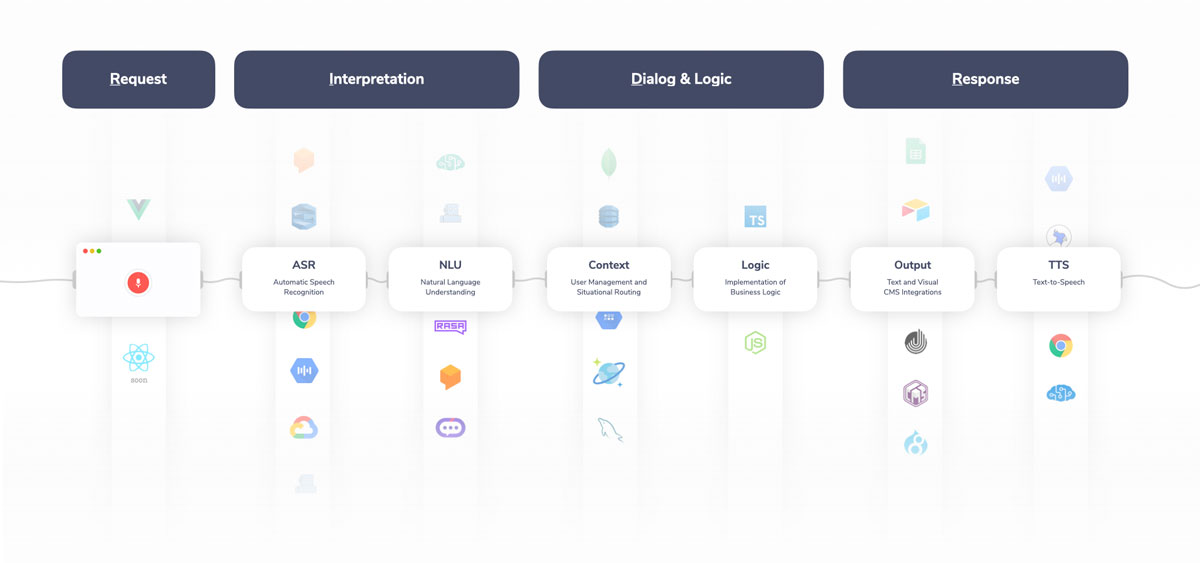 Request
Interpretation
Dialog & Logic
Response
ASR
Automatic Speech
Recognition
NLU
Natural Language
Understanding
Context
User Management and
Situational Routing
TS
Logic
Implementation of
Business Logic
Output
Text and Visual
CMS Integrations
TTS
Text-to-Speech
RASA
JS
soon